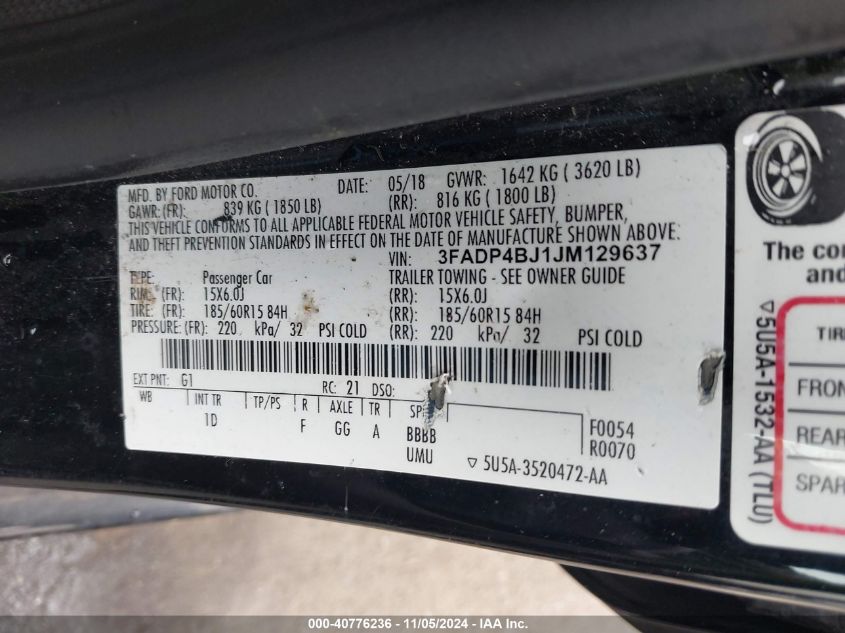 MFD. BY FORD MOTOR CO.
DATE: 05/18 GVWR: 1642 KG ( 3620 LB)
GAWR: (FR): 839 KG ( 1850 LB) (RR): 816 KG ( 1800 LB)
THIS VEHICLE CONFORMS TO ALL APPLICABLE FEDERAL MOTOR VEHICLE SAFETY, BUMPER,
AND THEFT PREVENTION STANDARDS IN EFFECT ON THE DATE OF MANUFACTURE SHOWN ABOVE.
VIN: 3FADP4BJ1JM129637
TYPE: Passenger Car TRAILER TOWING - SEE OWNER GUIDE
RIM: (FR): 15X6.0J (RR): 15X6.0J
TIRE: (FR): 185/60R15 84H (RR): 185/60R15 84H
PRESSURE: (FR): 220 kPa/ 32 PSI COLD (RR): 220 kPa/ 32 PSI COLD
EXT PNT: G1 RC: 21 DSO:
WB INT TR TP/PS R AXLE TR
1D F GG A BBBB
UMU
F0054
R0070
▽ 5U5A-3520472-AA
▽5U5A-1532-AA (TLU)
The
and
FRON
REAR
SPAR
000-40776236 - 11/05/2024 - IAA Inc.